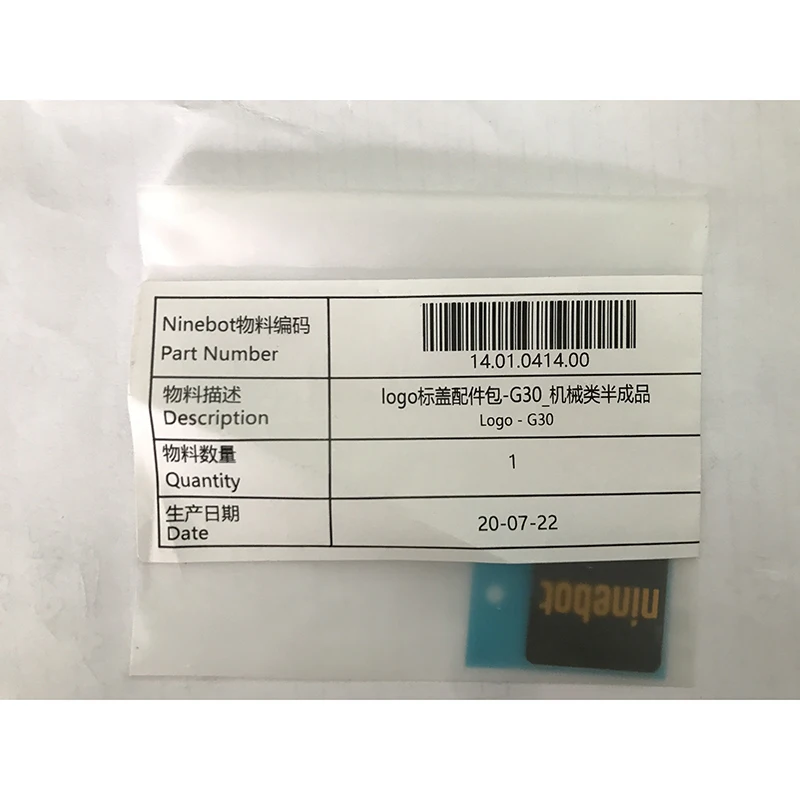 Ninebot物料编码
Part Number
14.01.0414.00
物料描述
Description
logo标盖配件包-G30_机械类半成品
Logo - G30
物料数量
Quantity
1
生产日期
Date
20-07-22
ninebot